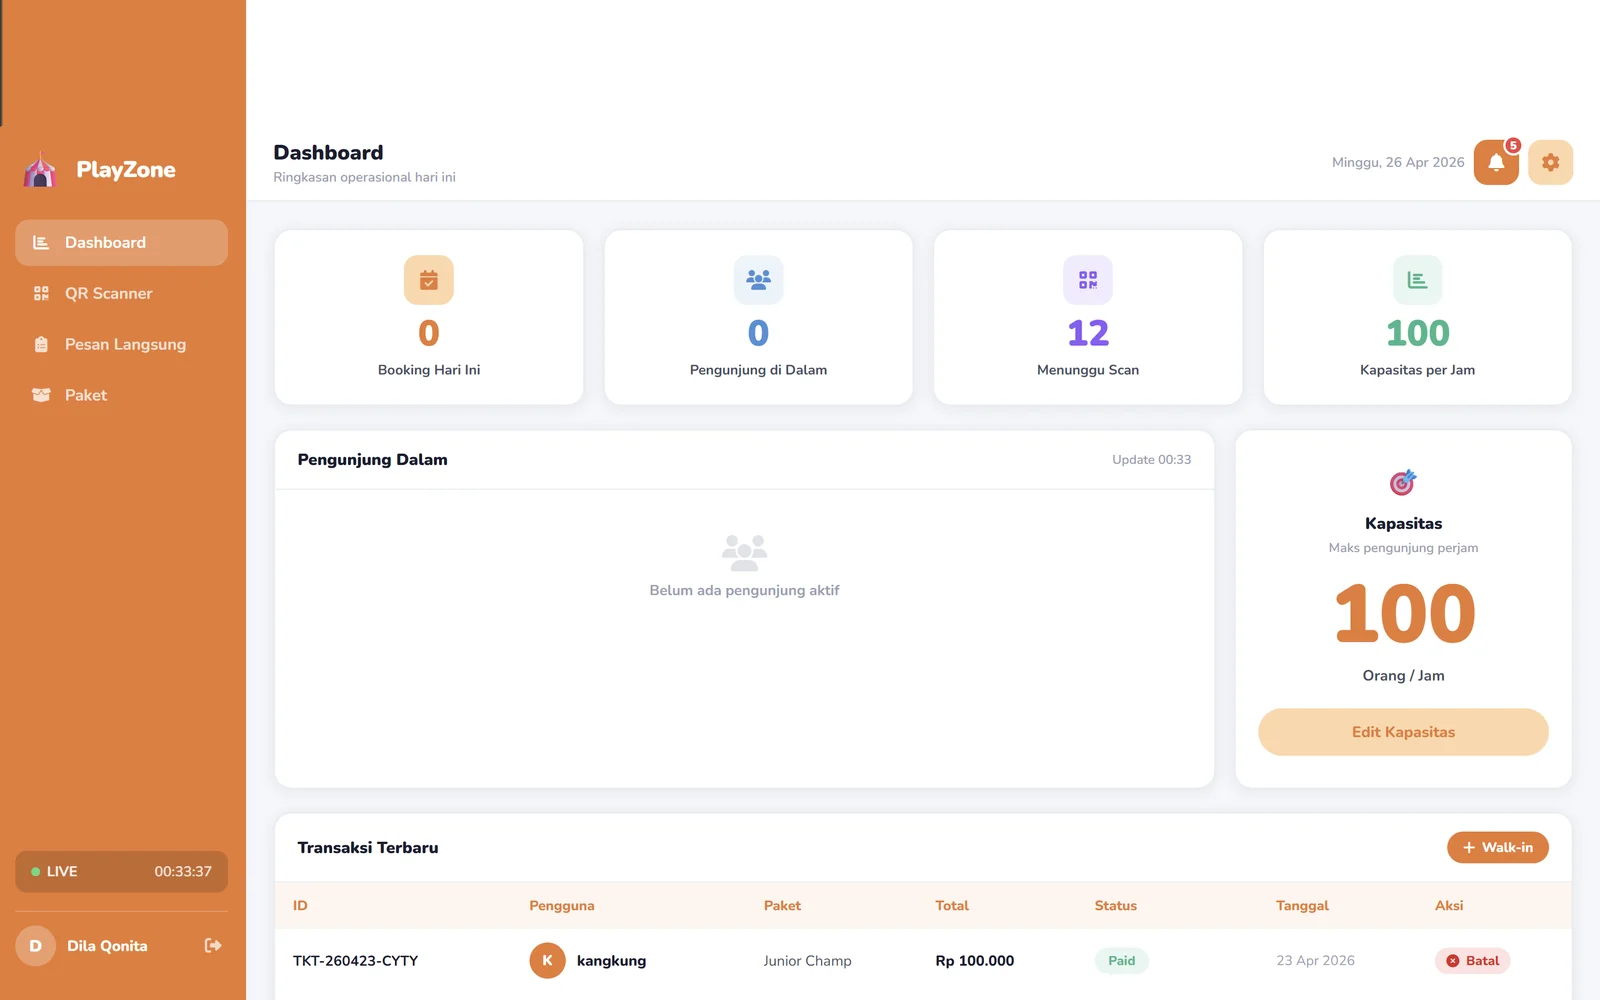 PlayZone
Dashboard
QR Scanner
Pesan Langsung
Paket
LIVE 00:33:37
D Dila Qonita
Dashboard
Ringkasan operasional hari ini
Minggu, 26 Apr 2026
5
0
Booking Hari Ini
0
Pengunjung di Dalam
12
Menunggu Scan
100
Kapasitas per Jam
Pengunjung Dalam
Update 00:33
Belum ada pengunjung aktif
Kapasitas
Maks pengunjung perjam
100
Orang / Jam
Edit Kapasitas
Transaksi Terbaru
+ Walk-in
ID Pengguna Paket Total Status Tanggal Aksi
TKT-260423-CYTY K kangkung Junior Champ Rp 100.000 Paid 23 Apr 2026 Batal